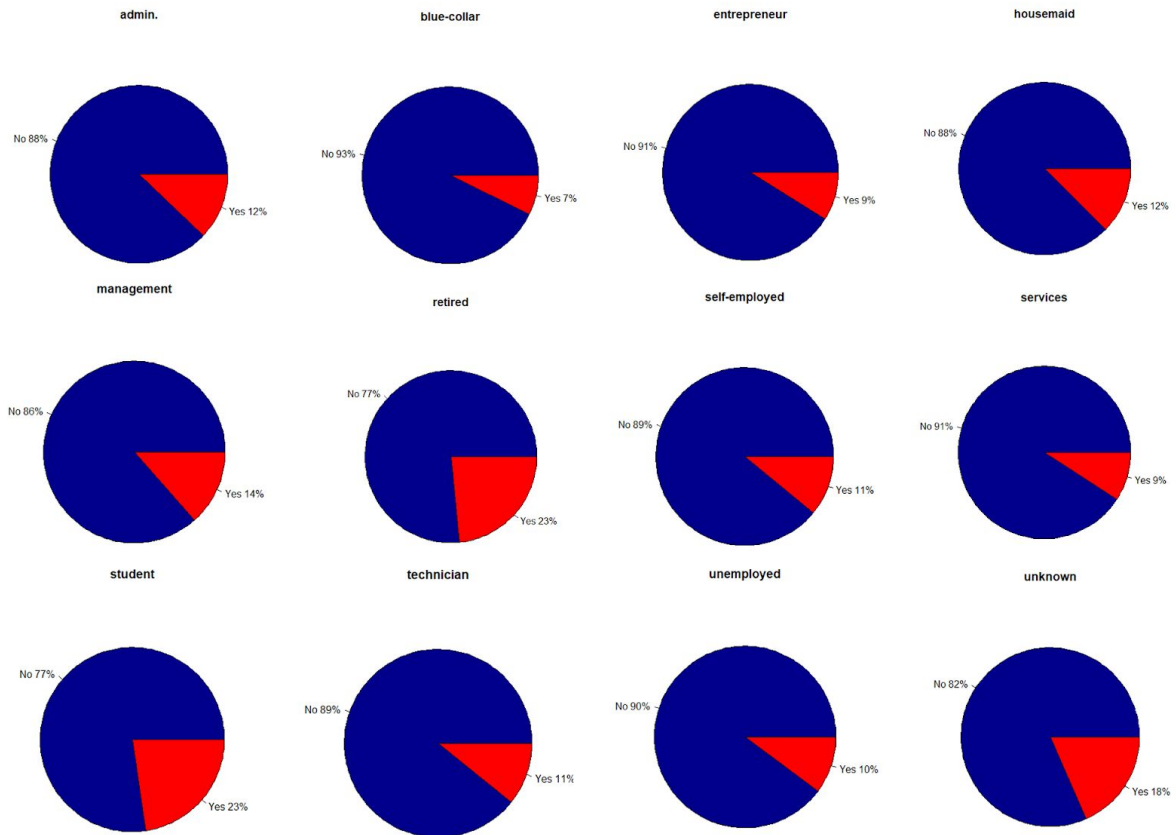 admin.
blue-collar
entrepreneur
housemaid
No 88%
Yes 12%
No 93%
Yes 7%
No 91%
Yes 9%
No 88%
Yes 12%
management
retired
self-employed
services
No 86%
Yes 14%
No 77%
Yes 23%
No 89%
Yes 11%
No 91%
Yes 9%
student
technician
unemployed
unknown
No 77%
Yes 23%
No 89%
Yes 11%
No 90%
Yes 10%
No 82%
Yes 18%